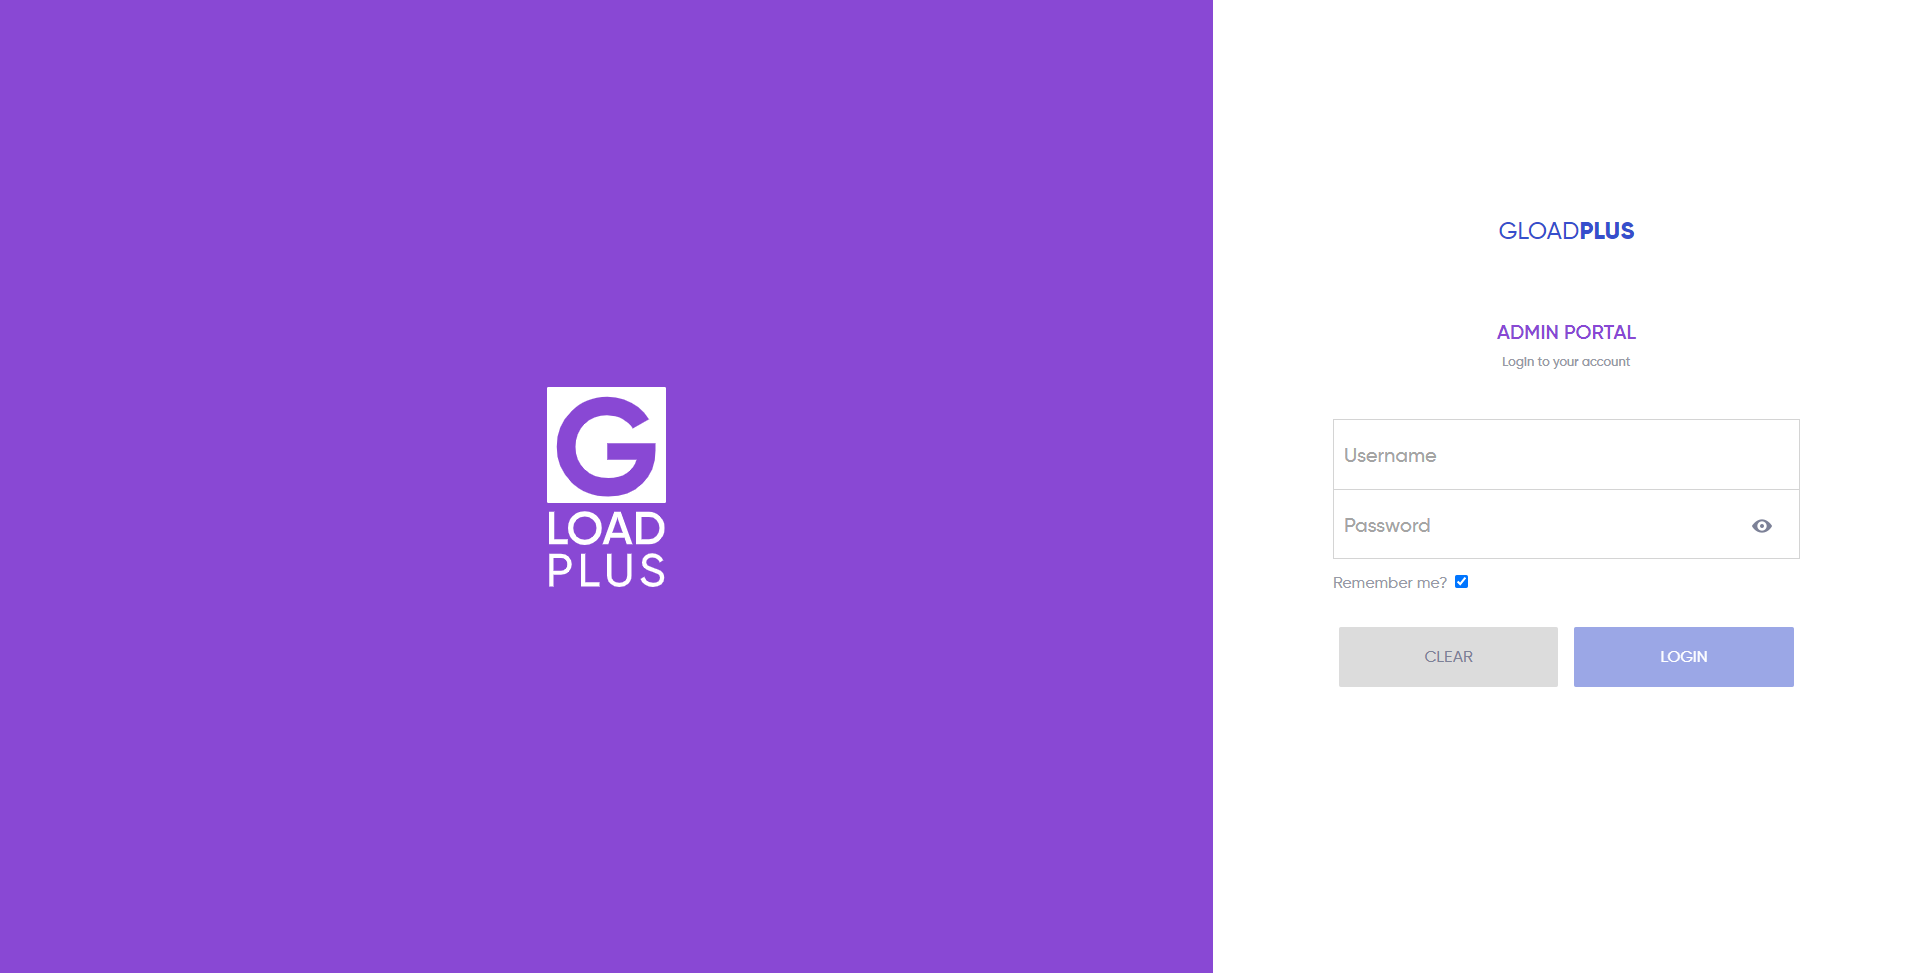 G
LOAD
PLUS
GLOADPLUS
ADMIN PORTAL
Login to your account
Username
Password
Remember me?
CLEAR
LOGIN